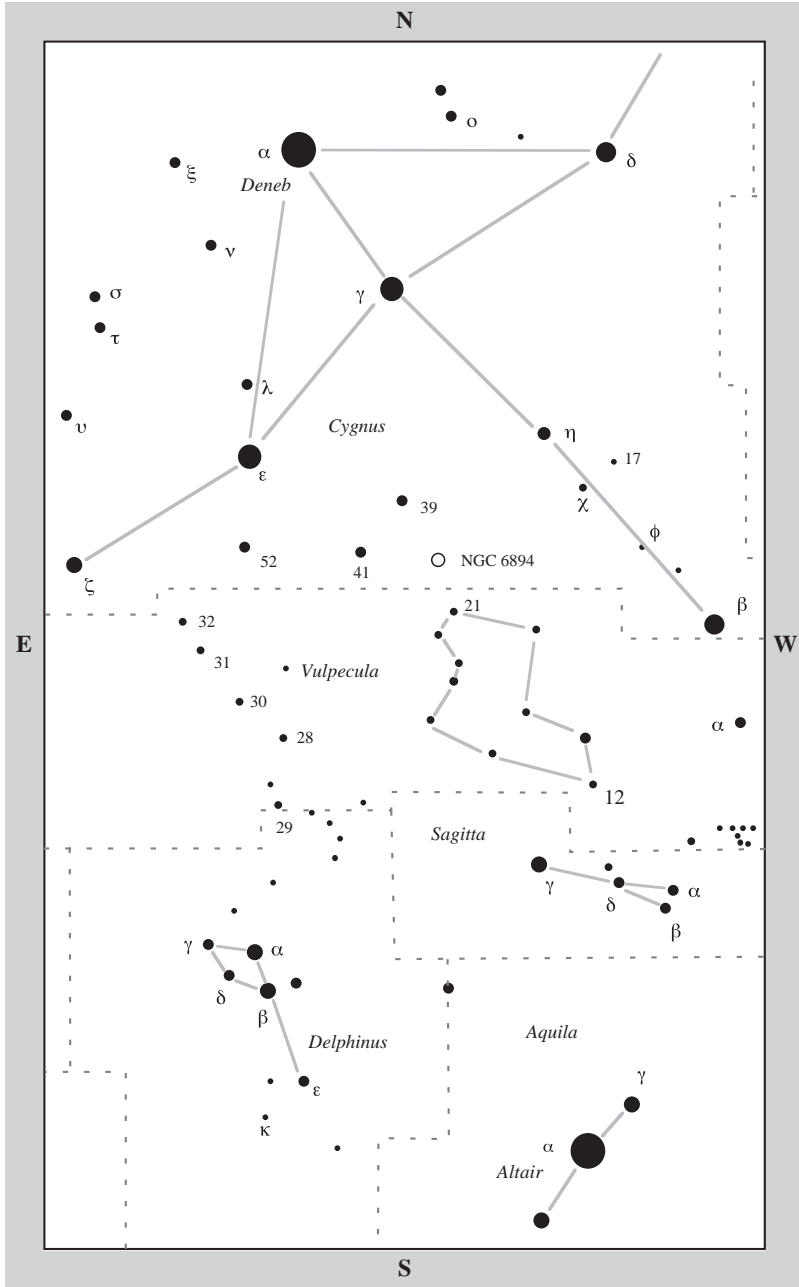 N
ο
α
δ
ξ
Deneb
ν
γ
σ
τ
λ
υ
Cygnus
η
17
ε
χ
39
φ
52
41
NGC 6894
ζ
β
21
32
E
W
31
Vulpecula
30
α
28
12
29
Sagitta
γ
δ
α
β
γ
α
δ
β
Aquila
Delphinus
γ
ε
κ
α
Altair
S